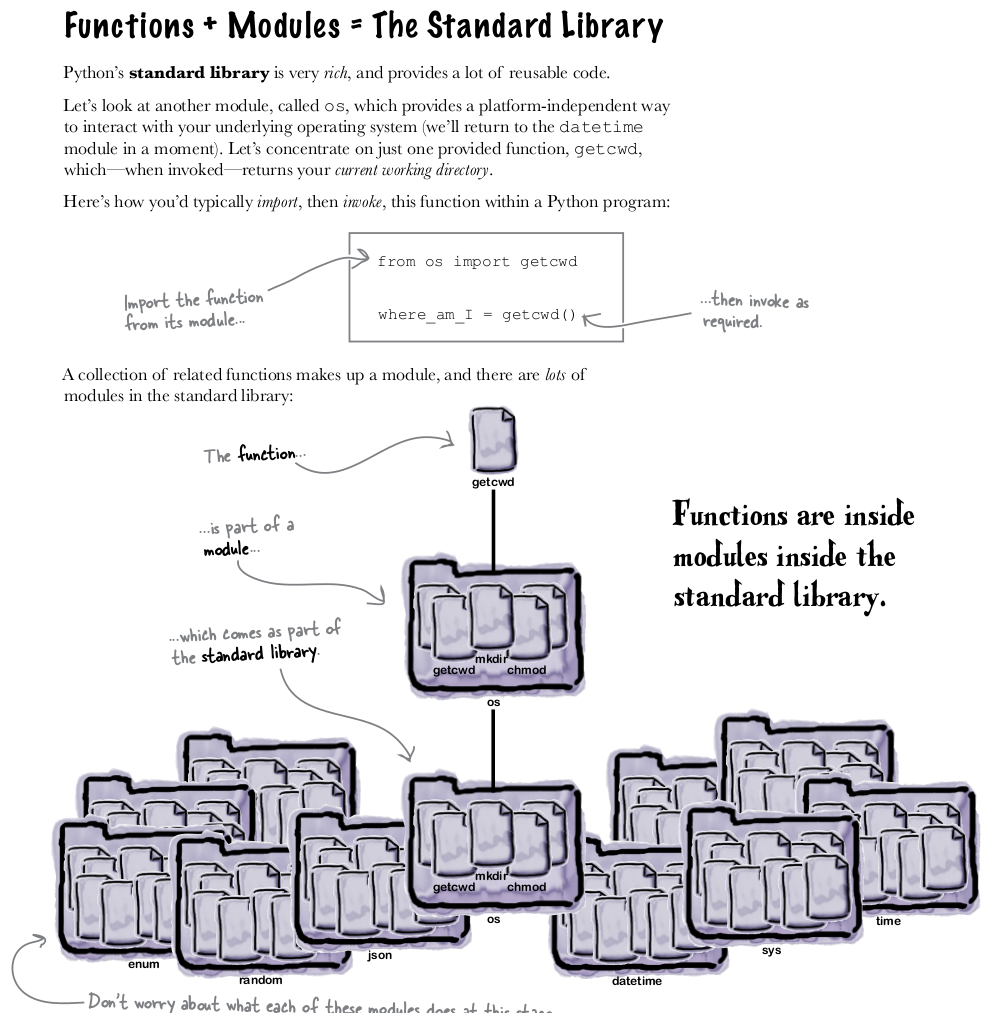 Functions + Modules = The Standard Library
Python's standard library is very rich, and provides a lot of reusable code.
Let's look at another module, called os, which provides a platform-independent way
to interact with your underlying operating system (we'll return to the datetime
module in a moment). Let's concentrate on just one provided function, getcwd,
which—when invoked—returns your current working directory.
Here's how you'd typically import, then invoke, this function within a Python program:
from os import getcwd
Import the function
from its module...
where_am_I = getcwd()
...then invoke as
required.
A collection of related functions makes up a module, and there are lots of
modules in the standard library:
The function...
getcwd
...is part of a
module...
Functions are inside
modules inside the
standard library.
...which comes as part of
the standard library.
getcwd
mkdir
chmod
os
getcwd
mkdir
chmod
os
enum
random
json
datetime
sys
time
Don't worry about what each of these modules does at this stage